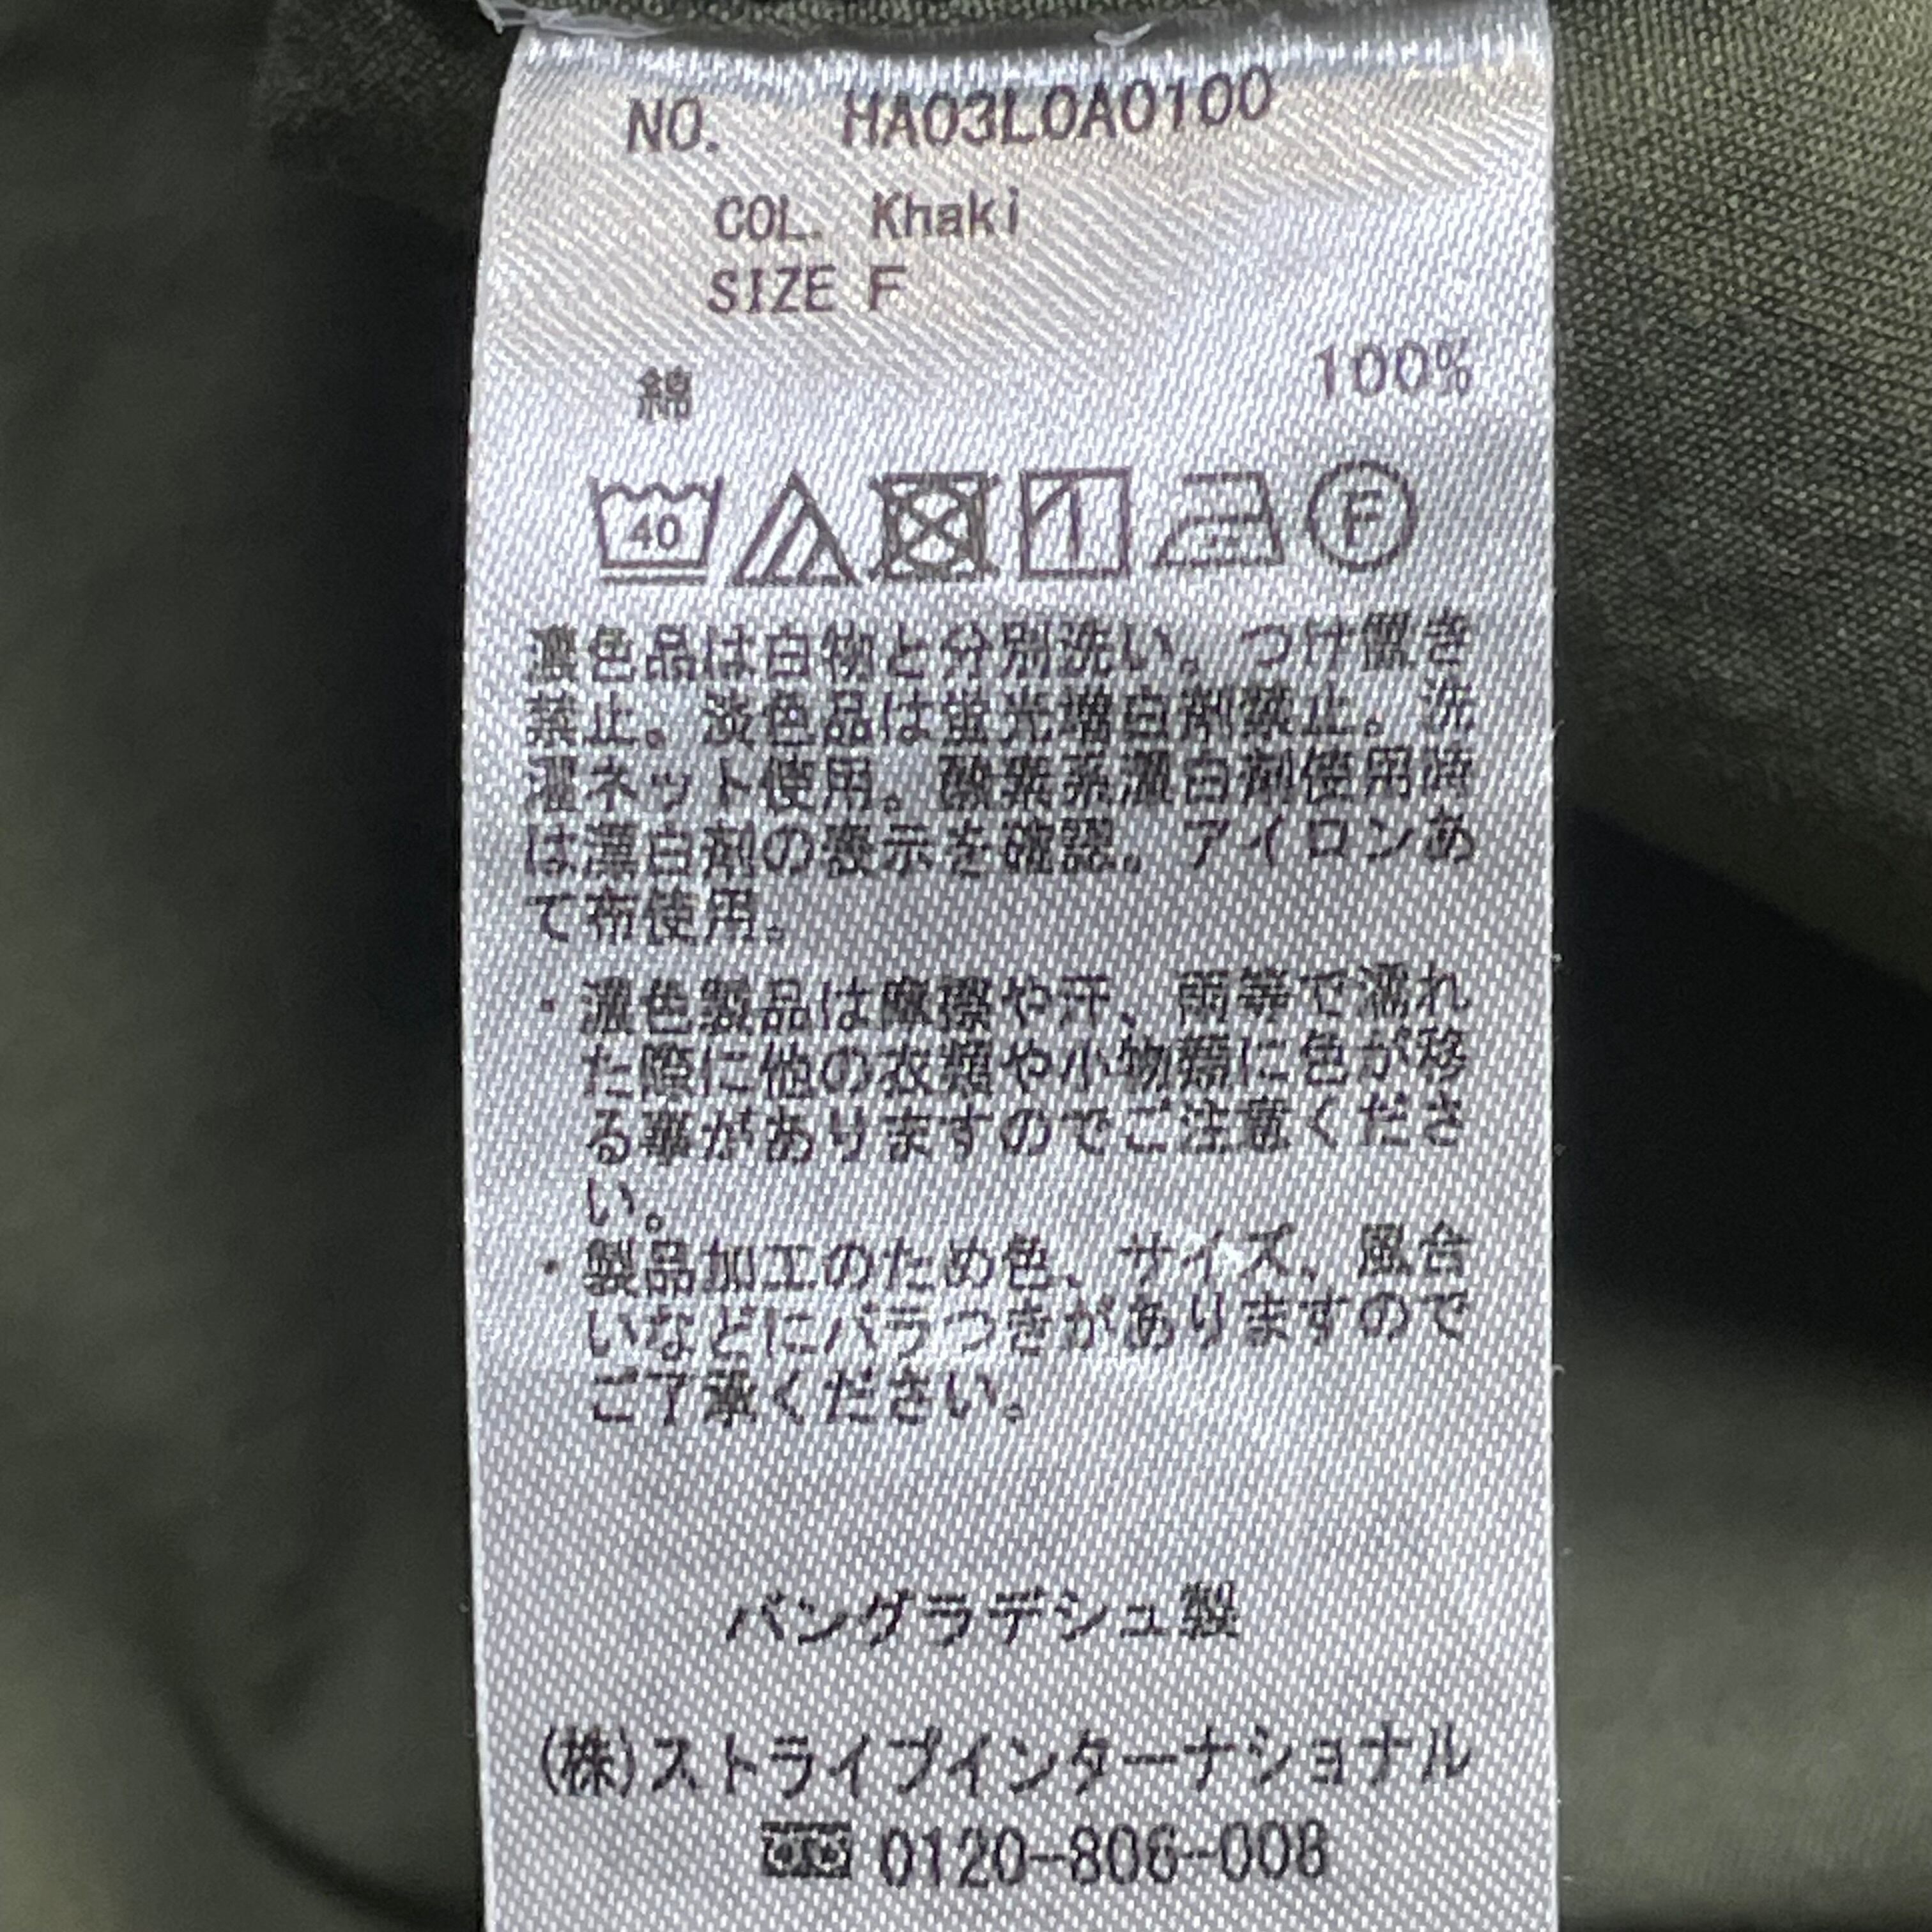 NO. HA03L0A0100
COL. Khaki
SIZE F
綿 100%
40 F
濃色品は白物と分別洗い。つけ置き
禁止。淡色品は蛍光増白剤禁止。洗
濯ネット使用。酸素系漂白剤使用時
は漂白剤の表示を確認。アイロンあ
て布使用。
・濃色製品は摩擦や汗、雨等で濡れ
た際に他の衣類や小物類に色が移
る事がありますのでご注意くださ
い。
・製品加工のため色、サイズ、風合
いなどにバラつきがありますので
ご了承ください。
バングラデシュ製
(株)ストライプインターナショナル
0120-806-008